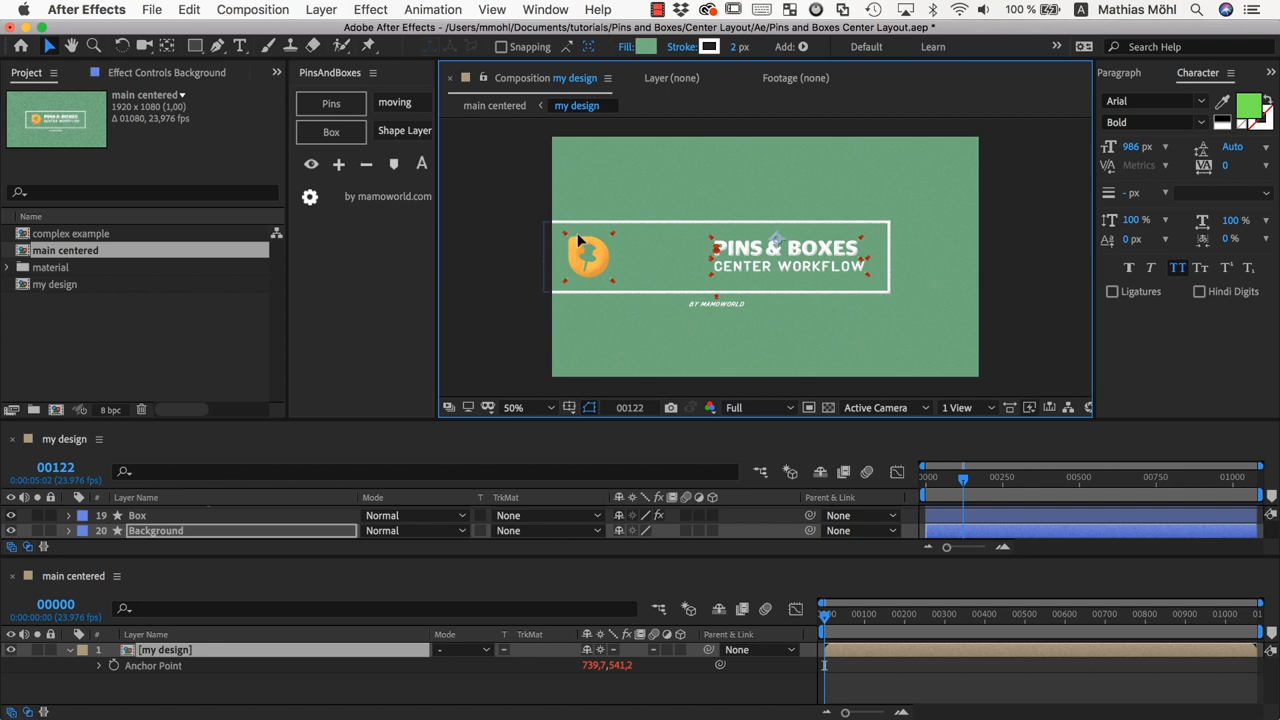 After Effects File Edit Composition Layer Effect Animation View Window Help 100 % Mathias Möhl
Adobe After Effects - /Users/mmohl/Documents/tutorials/Pins and Boxes/Center Layout/Ae/Pins and Boxes Center Layout.aep *
Snapping Fill: Stroke: 2 px Add: Default Learn Search Help
Project Effect Controls Background PinsAndBoxes Composition my design Layer (none) Footage (none) Paragraph Character
main centered
1920 x 1080 (1,00)
Δ 01080, 23,976 fps
Pins moving
Box Shape Layer
by mamoworld.com
main centered my design
PINS & BOXES
CENTER WORKFLOW
BY MAMOWORLD
Arial
Bold
986 px Auto
Metrics 0
- px
100 % 100 %
0 px 0 %
Ligatures Hindi Digits
Name
complex example
main centered
material
my design
8 bpc
50% 00122 Full Active Camera 1 View
my design
00122
0:00:05:02 (23.976 fps)
0000 00250 00500 00750 01000
# Layer Name Mode T TrkMat Parent & Link
19 Box Normal None None
20 Background Normal None None
main centered
00000
0:00:00:00 (23.976 fps)
00100 00200 00300 00400 00500 00600 00700 00800 00900 01000 01
# Layer Name Mode T TrkMat Parent & Link
1 [my design] - None
Anchor Point 739,7,541,2